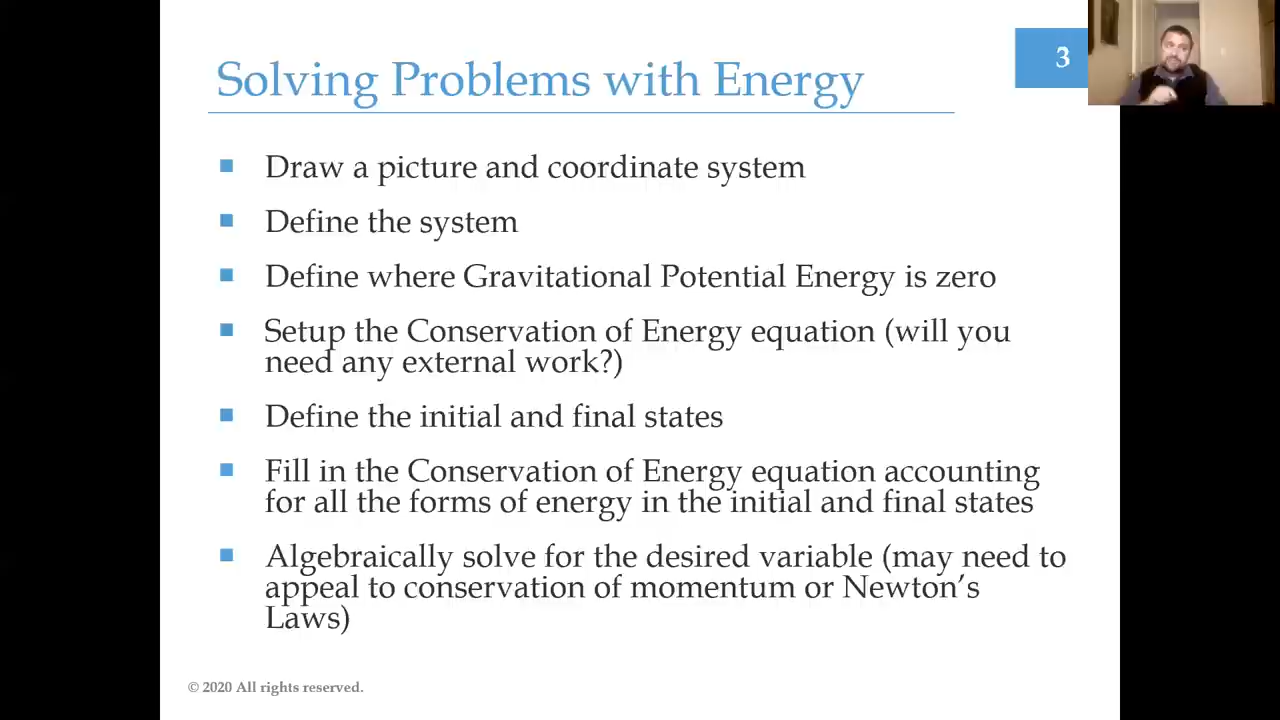 Solving Problems with Energy
3
Draw a picture and coordinate system
Define the system
Define where Gravitational Potential Energy is zero
Setup the Conservation of Energy equation (will you
need any external work?)
Define the initial and final states
Fill in the Conservation of Energy equation accounting
for all the forms of energy in the initial and final states
Algebraically solve for the desired variable (may need to
appeal to conservation of momentum or Newton’s
Laws)
© 2020 All rights reserved.